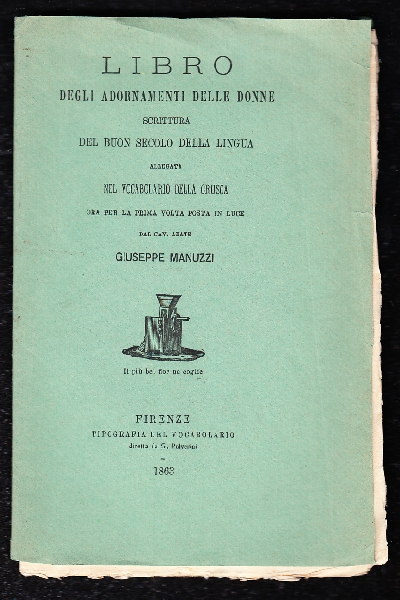 LIBRO
DEGLI ADORNAMENTI DELLE DONNE
SCRITTURA
DEL BUON SECOLO DELLA LINGUA
ALLEGATA
NEL VOCABOLARIO DELLA CRUSCA
ORA PER LA PRIMA VOLTA POSTA IN LUCE
DAL CAV. ABATE
GIUSEPPE MANUZZI
Il più bel fior ne coglie
FIRENZE
TIPOGRAFIA DEL VOCABOLARIO
diretta da G. Polverini
1863